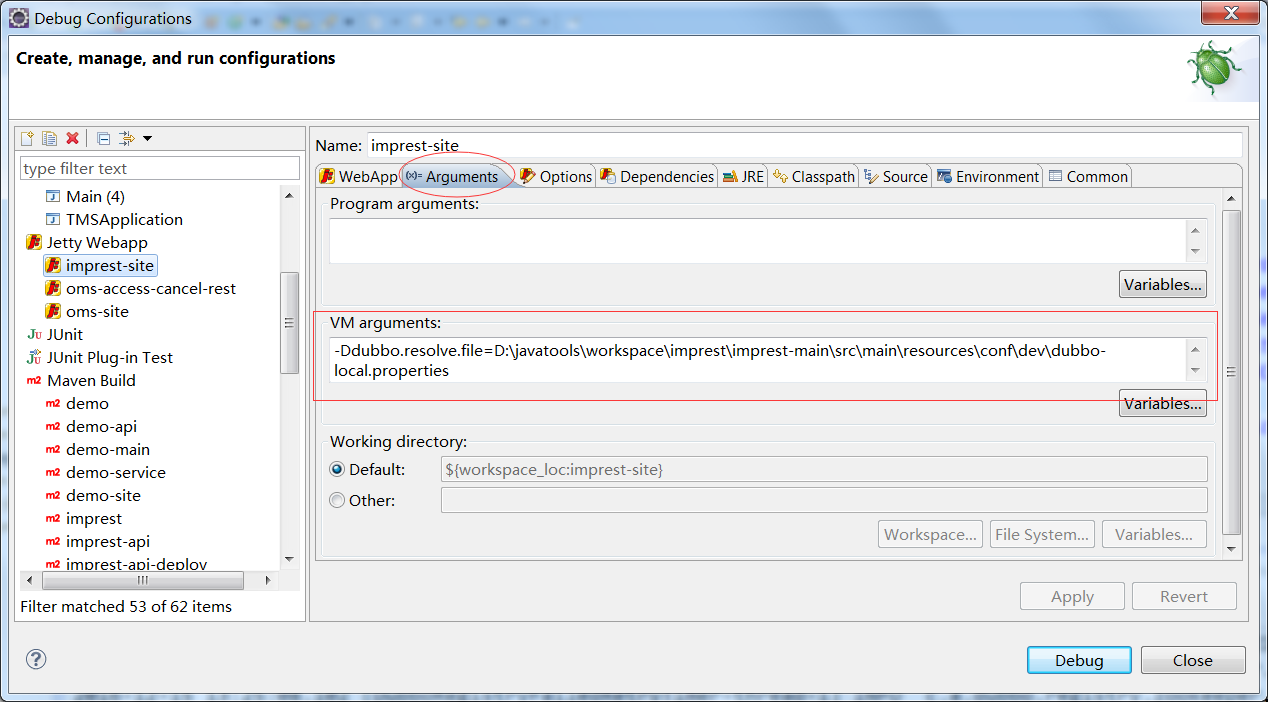 Debug Configurations
Create, manage, and run configurations
type filter text
Main (4)
TMSApplication
Jetty Webapp
imprest-site
oms-access-cancel-rest
oms-site
JUnit
JUnit Plug-in Test
Maven Build
demo
demo-api
demo-main
demo-service
demo-site
imprest
imprest-api
imprest-api-deploy
Filter matched 53 of 62 items
Name: imprest-site
WebApp (x)= Arguments Options Dependencies JRE Classpath Source Environment Common
Program arguments:
Variables...
VM arguments:
-Ddubbo.resolve.file=D:\javatools\workspace\imprest\imprest-main\src\main\resources\conf\dev\dubbo-
local.properties
Variables...
Working directory:
Default: ${workspace_loc:imprest-site}
Other:
Workspace... File System... Variables...
Apply Revert
Debug Close